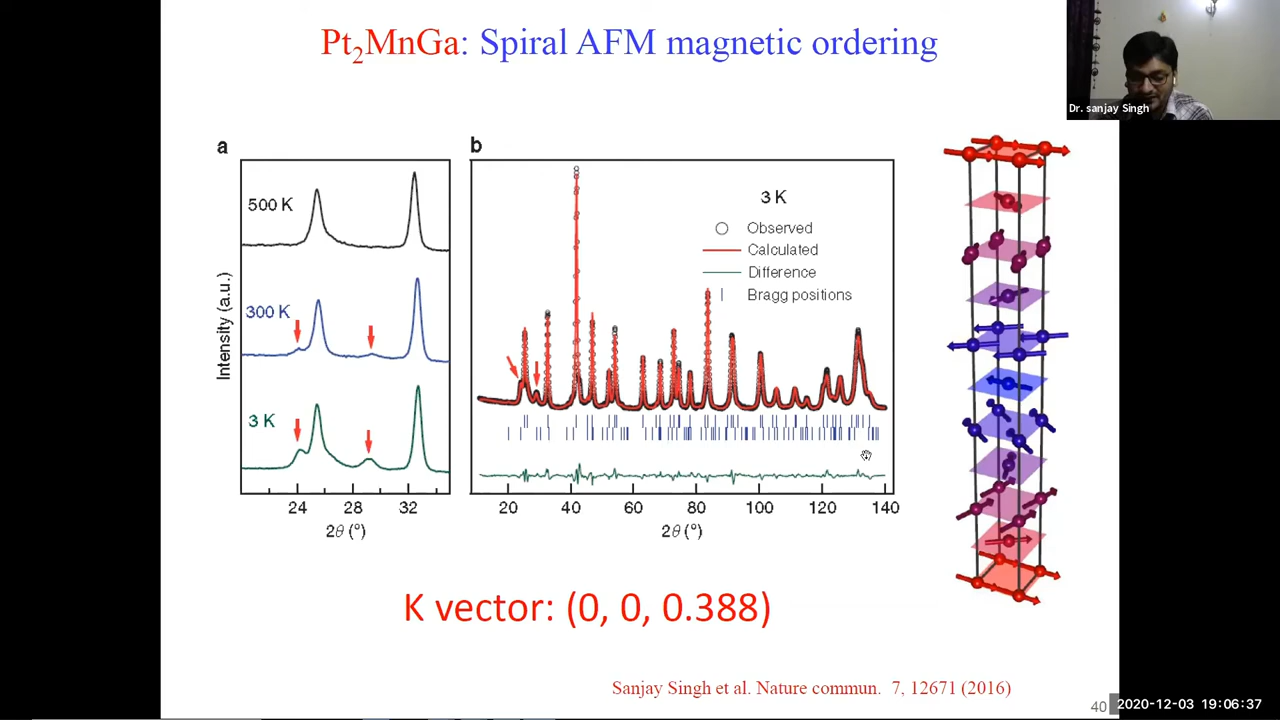 Pt₂MnGa: Spiral AFM magnetic ordering
Dr. sanjay Singh
a
500 K
300 K
3 K
Intensity (a.u.)
24 28 32
2θ (°)
b
3 K
Observed
Calculated
Difference
Bragg positions
20 40 60 80 100 120 140
2θ (°)
K vector: (0, 0, 0.388)
Sanjay Singh et al. Nature commun. 7, 12671 (2016)
40
2020-12-03 19:06:37